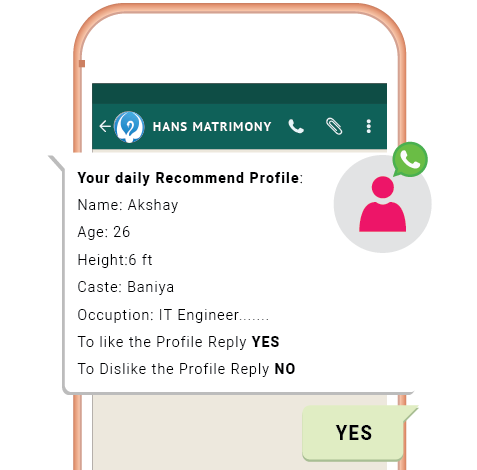 HANS MATRIMONY
Your daily Recommend Profile:
Name: Akshay
Age: 26
Height:6 ft
Caste: Baniya
Occuption: IT Engineer.......
To like the Profile Reply YES
To Dislike the Profile Reply NO
YES